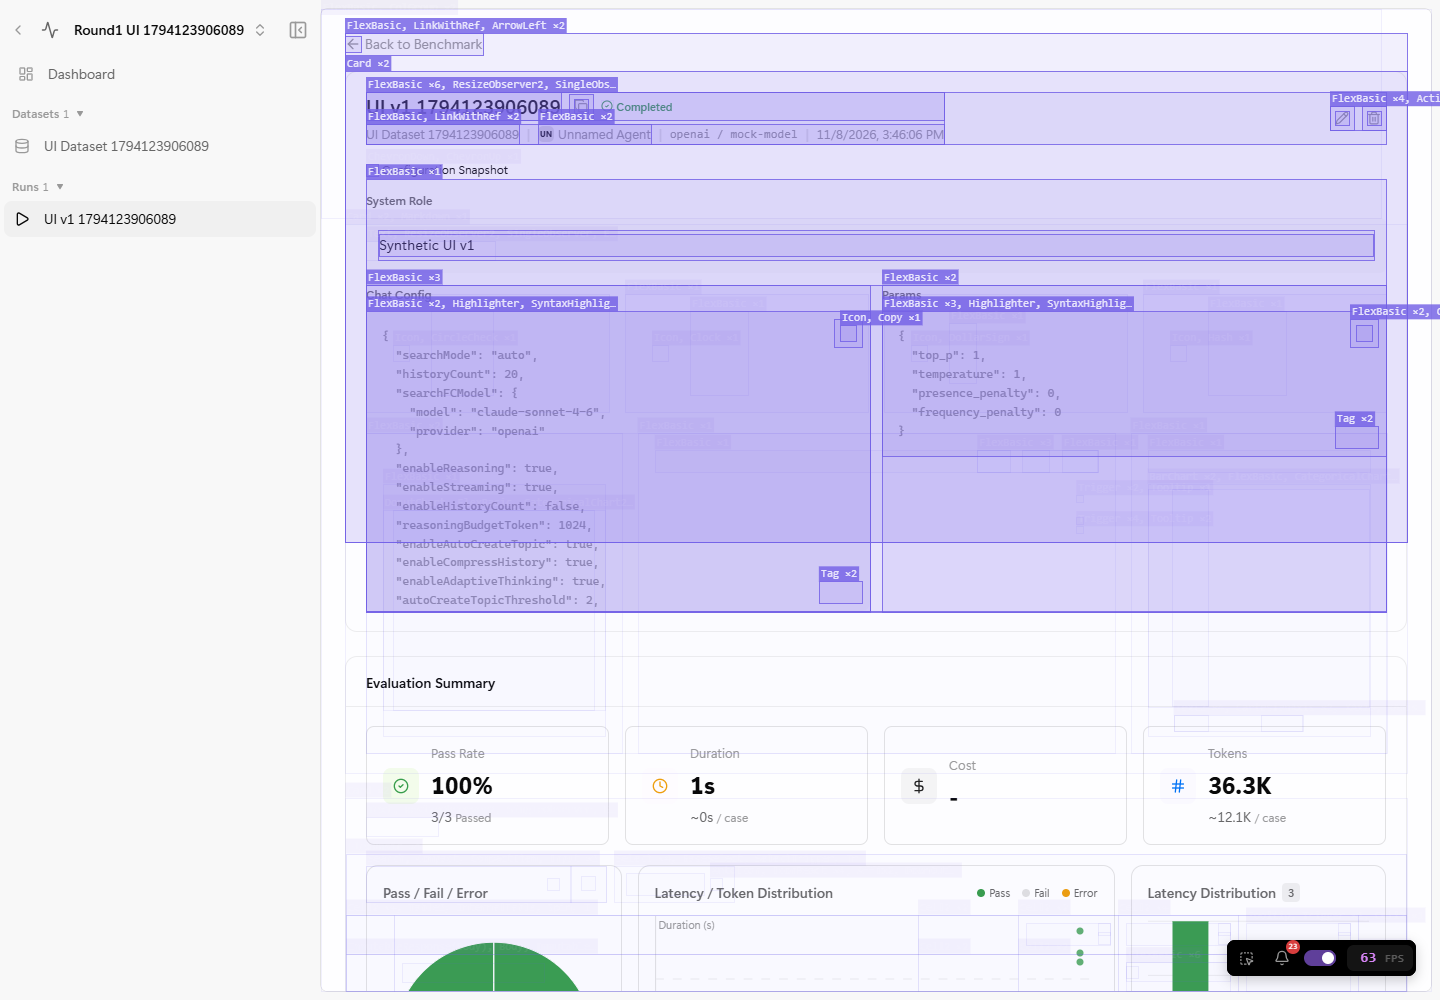 Round1 UI 1794123906089
Dashboard
Datasets 1
UI Dataset 1794123906089
Runs 1
UI v1 1794123906089
FlexBasic, LinkWithRef, ArrowLeft ×2
Back to Benchmark
Card ×2
FlexBasic ×6, ResizeObserver2, SingleObs…
FlexBasic ×4, Acti
UI v1 1794123906089
Completed
FlexBasic, LinkWithRef ×2
FlexBasic ×2
UI Dataset 1794123906089 | UN Unnamed Agent | openai / mock-model | 11/8/2026, 3:46:06 PM
FlexBasic ×1
on Snapshot
System Role
Synthetic UI v1
FlexBasic ×3
FlexBasic ×2
Chat Config
Params
FlexBasic ×2, Highlighter, SyntaxHighlig…
FlexBasic ×3, Highlighter, SyntaxHighlig…
Icon, Copy ×1
FlexBasic ×2,
{
"searchMode": "auto",
"historyCount": 20,
"searchFCModel": {
"model": "claude-sonnet-4-6",
"provider": "openai"
},
"enableReasoning": true,
"enableStreaming": true,
"enableHistoryCount": false,
"reasoningBudgetToken": 1024,
"enableAutoCreateTopic": true,
"enableCompressHistory": true,
"enableAdaptiveThinking": true,
"autoCreateTopicThreshold": 2,
Tag ×2
{
"top_p": 1,
"temperature": 1,
"presence_penalty": 0,
"frequency_penalty": 0
}
Tag ×2
Evaluation Summary
Pass Rate
100%
3/3 Passed
Duration
1s
~0s / case
Cost
-
Tokens
36.3K
~12.1K / case
Pass / Fail / Error
Latency / Token Distribution
Pass
Fail
Error
Duration (s)
Latency Distribution 3
23
63 FPS